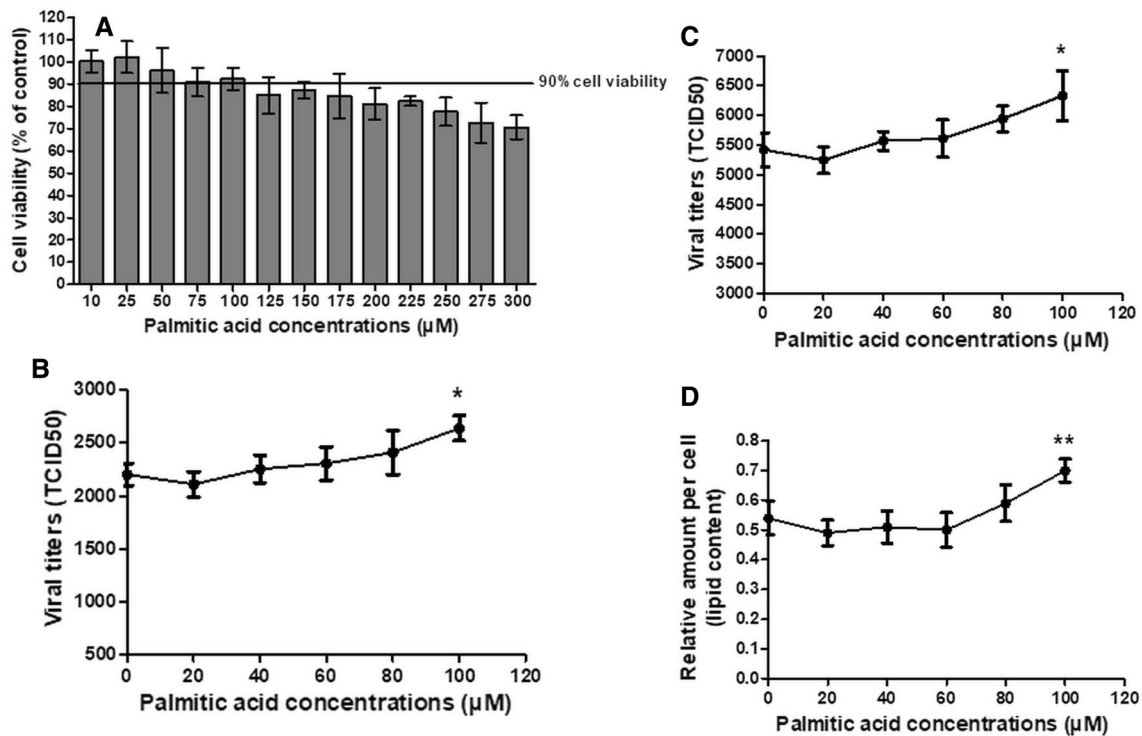 A
Cell viability (% of control)
120
110
100
90
80
70
60
50
40
30
20
10
0
90% cell viability
10 25 50 75 100 125 150 175 200 225 250 275 300
Palmitic acid concentrations (µM)
B
Viral titers (TCID50)
3000
2500
2000
1500
1000
500
*
0 20 40 60 80 100 120
Palmitic acid concentrations (µM)
C
Viral titers (TCID50)
7000
6500
6000
5500
5000
4500
4000
3500
3000
*
0 20 40 60 80 100 120
Palmitic acid concentrations (µM)
D
Relative amount per cell
(lipid content)
0.8
0.7
0.6
0.5
0.4
0.3
0.2
0.1
0.0
**
0 20 40 60 80 100 120
Palmitic acid concentrations (µM)